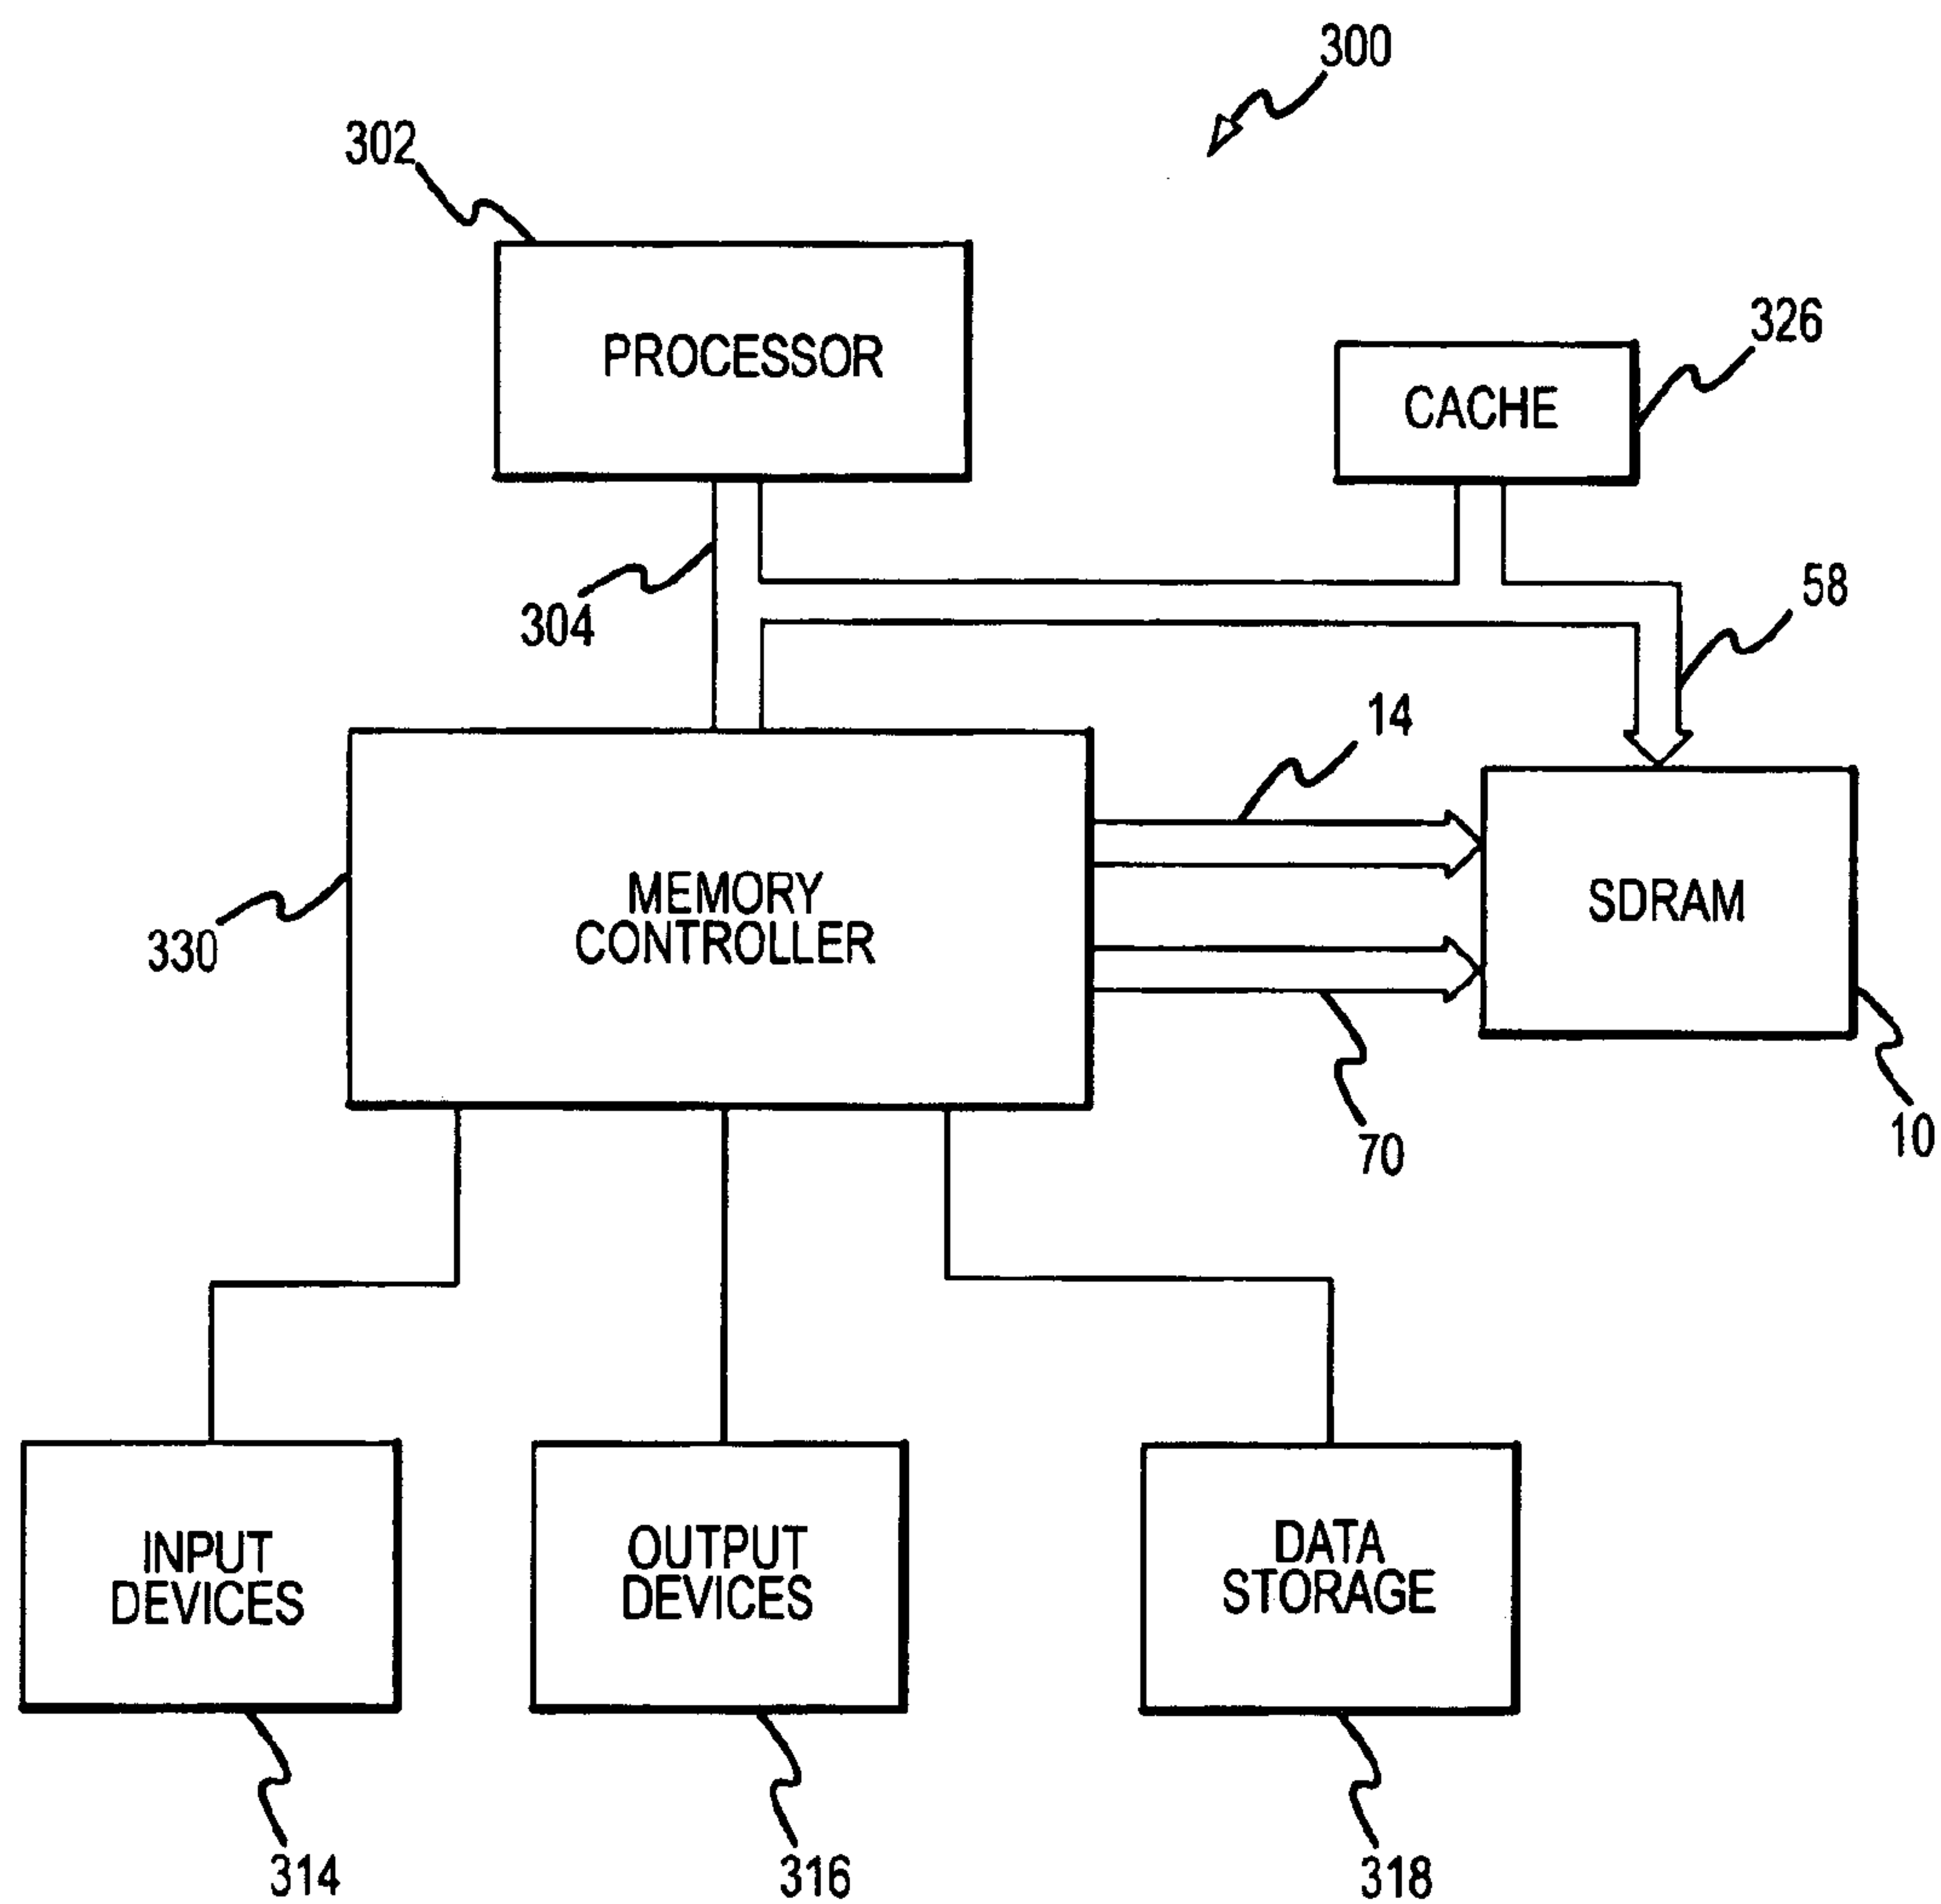 300
302
PROCESSOR
326
CACHE
304
58
14
MEMORY
CONTROLLER
SDRAM
330
70
10
INPUT
DEVICES
OUTPUT
DEVICES
DATA
STORAGE
314
316
318